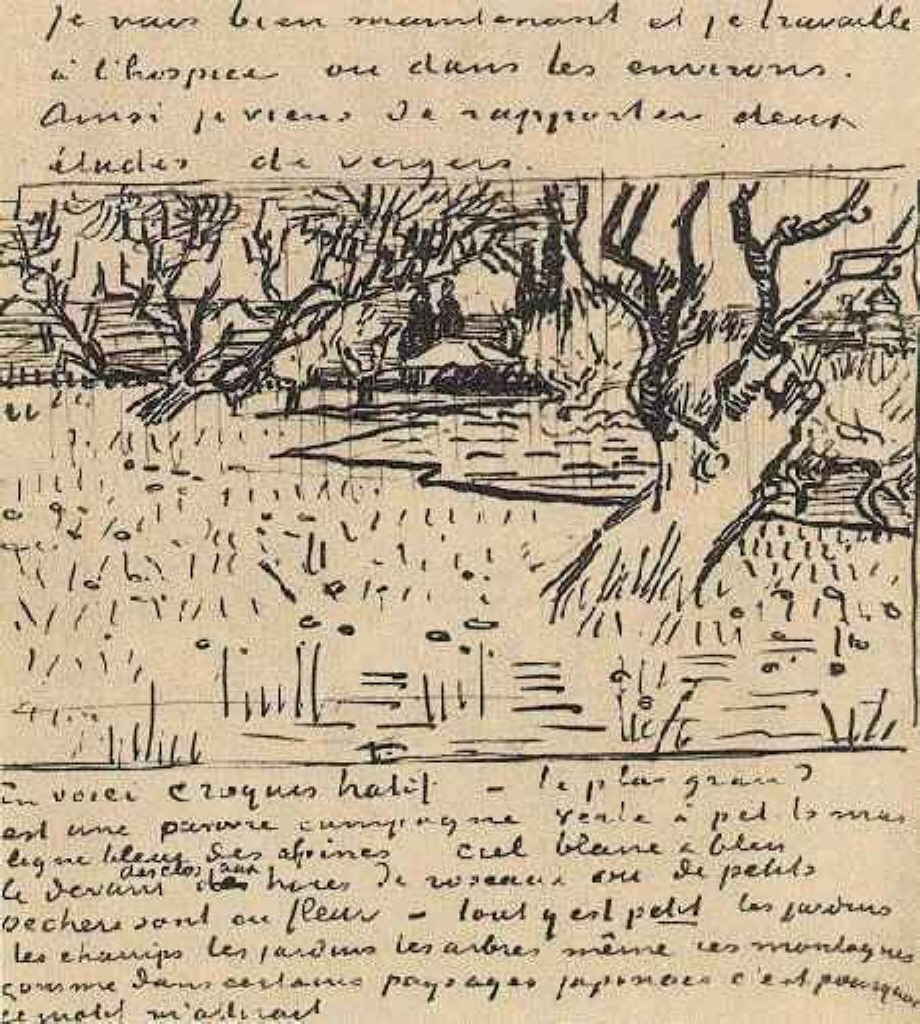 je vais bien maintenant et je travaille
à l'hospice ou dans les environs.
Ainsi je viens de rapporter deux
études de vergers.
En voici croquis hatif – le plus grand
est une pauvre campagne verte à petits mas
ligne bleue des alpines ciel blanc & bleu
le devant des clos aux haies de roseaux ou de petits
pechers sont en fleur – tout y est petit les jardins
les champs les jardins les arbres même ces montagnes
comme dans certains paysages japonais c'est pourquoi
ce motif m'attirait